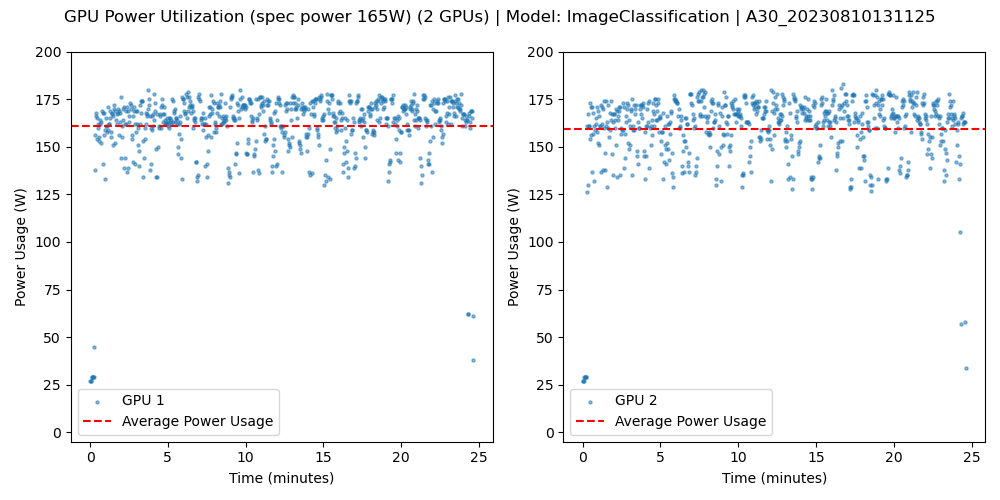 GPU Power Utilization (spec power 165W) (2 GPUs) | Model: ImageClassification | A30_20230810131125
200
175
150
125
100
75
50
25
0
Power Usage (W)
GPU 1
Average Power Usage
0 5 10 15 20 25
Time (minutes)
200
175
150
125
100
75
50
25
0
Power Usage (W)
GPU 2
Average Power Usage
0 5 10 15 20 25
Time (minutes)